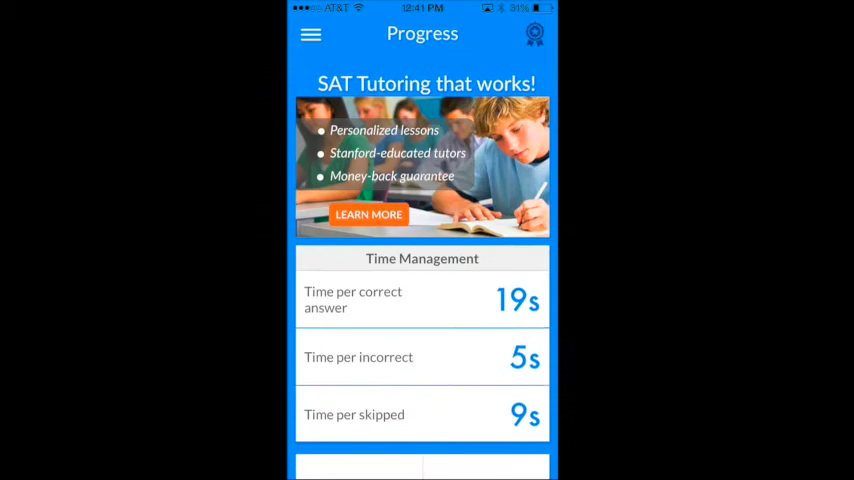 AT&T 12:41 PM 31%
Progress
SAT Tutoring that works!
Personalized lessons
Stanford-educated tutors
Money-back guarantee
LEARN MORE
Time Management
Time per correct
answer
19s
Time per incorrect
5s
Time per skipped
9s